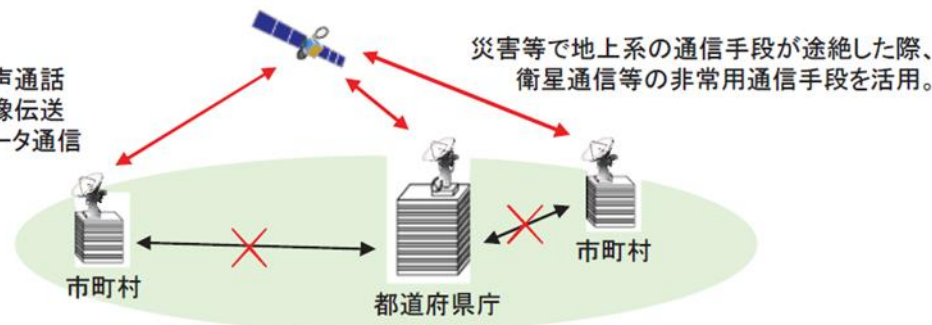 災害等で地上系の通信手段が途絶した際、
衛星通信等の非常用通信手段を活用。
声通話
像伝送
ータ通信
市町村
都道府県庁
市町村